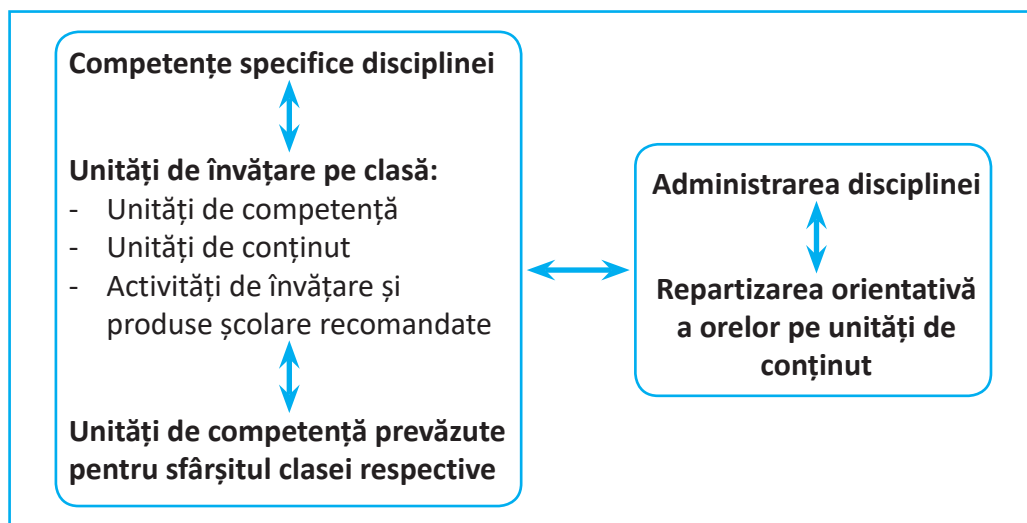 Competențe specifice disciplinei
Unități de învățare pe clasă:
- Unități de competență
- Unități de conținut
- Activități de învățare și
produse școlare recomandate
Unități de competență prevăzute
pentru sfârșitul clasei respective
Administrarea disciplinei
Repartizarea orientativă
a orelor pe unități de
conținut